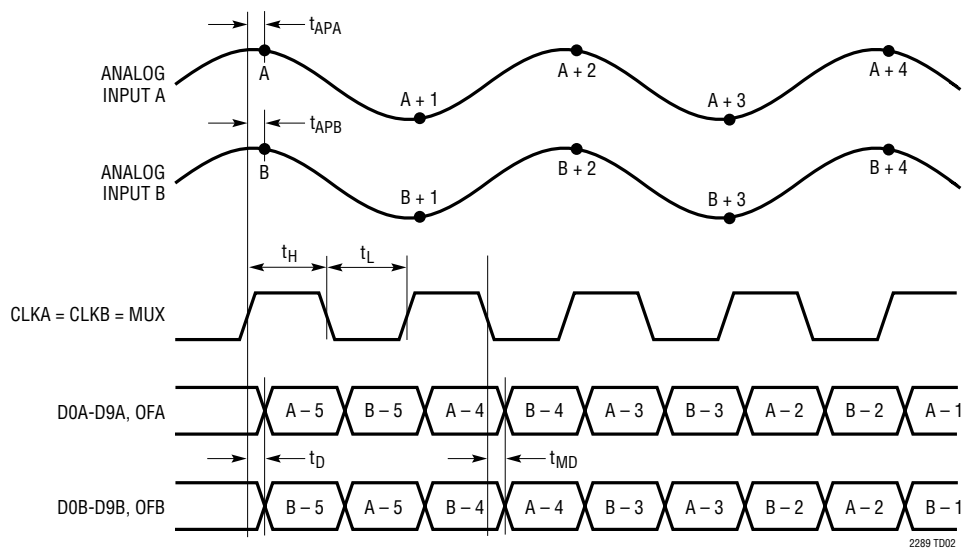 tAPA
ANALOG
INPUT A
A
A + 1
A + 2
A + 3
A + 4
tAPB
ANALOG
INPUT B
B
B + 1
B + 2
B + 3
B + 4
tH
tL
CLKA = CLKB = MUX
D0A-D9A, OFA
A – 5
B – 5
A – 4
B – 4
A – 3
B – 3
A – 2
B – 2
A – 1
tD
tMD
D0B-D9B, OFB
B – 5
A – 5
B – 4
A – 4
B – 3
A – 3
B – 2
A – 2
B – 1
2289 TD02